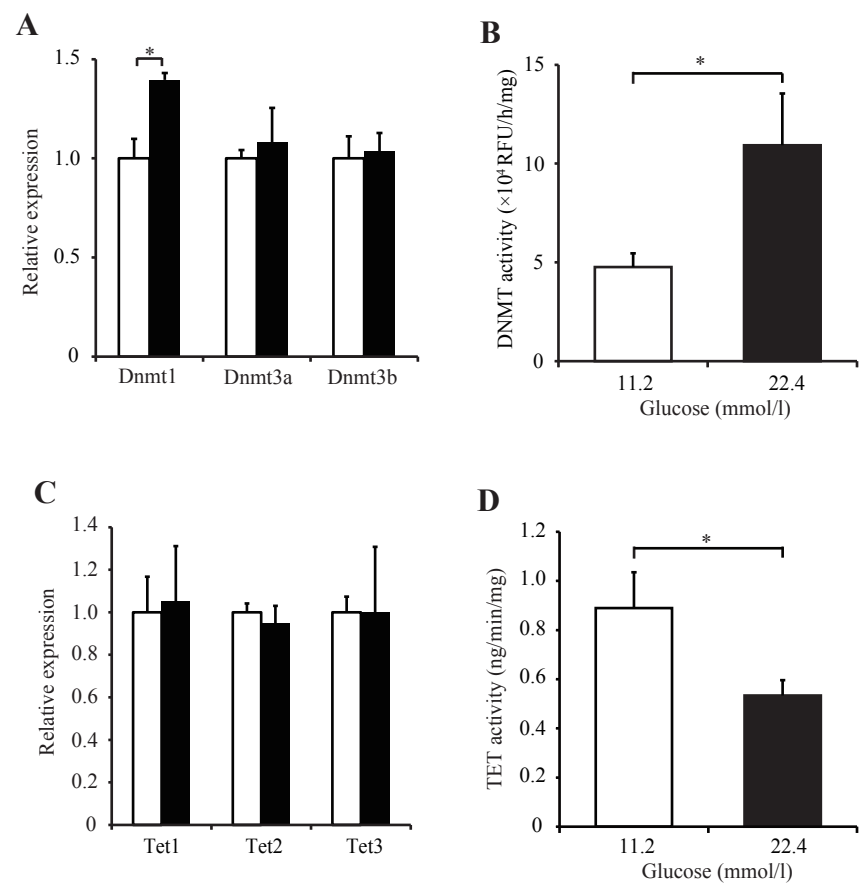 A
*
1.5
1.0
0.5
0
Relative expression
Dnmt1 Dnmt3a Dnmt3b
B
*
15
10
5
0
DNMT activity (×10⁴RFU/h/mg)
11.2 22.4
Glucose (mmol/l)
C
1.4
1.2
1.0
0.8
0.6
0.4
0.2
0
Relative expression
Tet1 Tet2 Tet3
D
*
1.2
1.0
0.8
0.6
0.4
0.2
0
TET activity (ng/min/mg)
11.2 22.4
Glucose (mmol/l)